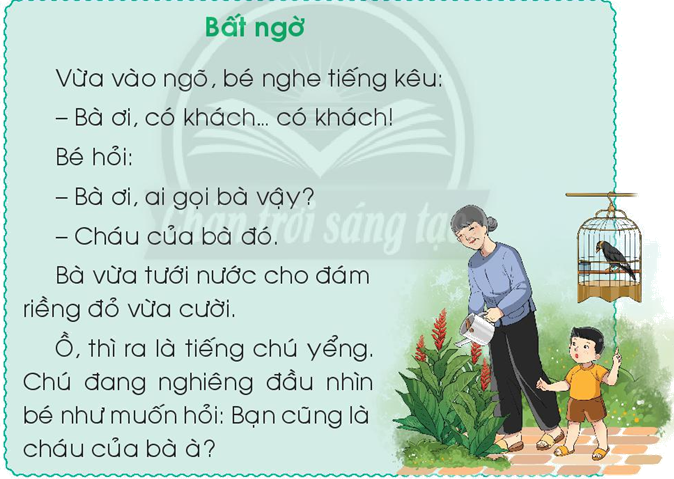 Bất ngờ
Vừa vào ngõ, bé nghe tiếng kêu:
– Bà ơi, có khách... có khách!
Bé hỏi:
– Bà ơi, ai gọi bà vậy?
– Cháu của bà đó.
Bà vừa tưới nước cho đám
riềng đỏ vừa cười.
Ồ, thì ra là tiếng chú yểng.
Chú đang nghiêng đầu nhìn
bé như muốn hỏi: Bạn cũng là
cháu của bà à?
Chân trời sáng tạo